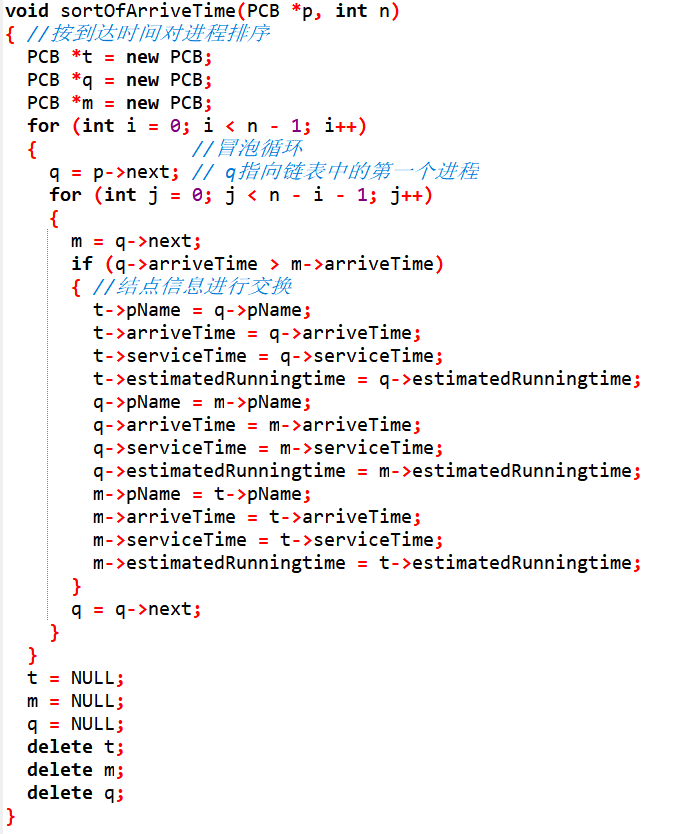 void sortOfArriveTime(PCB *p, int n)
{ //按到达时间对进程排序
  PCB *t = new PCB;
  PCB *q = new PCB;
  PCB *m = new PCB;
  for (int i = 0; i < n - 1; i++)
  {              //冒泡循环
    q = p->next; // q指向链表中的第一个进程
    for (int j = 0; j < n - i - 1; j++)
    {
      m = q->next;
      if (q->arriveTime > m->arriveTime)
      { //结点信息进行交换
        t->pName = q->pName;
        t->arriveTime = q->arriveTime;
        t->serviceTime = q->serviceTime;
        t->estimatedRunningtime = q->estimatedRunningtime;
        q->pName = m->pName;
        q->arriveTime = m->arriveTime;
        q->serviceTime = m->serviceTime;
        q->estimatedRunningtime = m->estimatedRunningtime;
        m->pName = t->pName;
        m->arriveTime = t->arriveTime;
        m->serviceTime = t->serviceTime;
        m->estimatedRunningtime = t->estimatedRunningtime;
      }
      q = q->next;
    }
  }
  t = NULL;
  m = NULL;
  q = NULL;
  delete t;
  delete m;
  delete q;
}